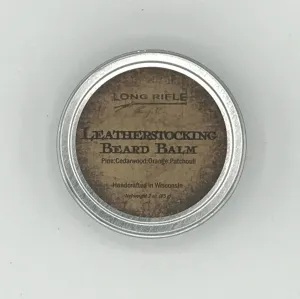 LONG RIFLE
LEATHERSTOCKING
BEARD BALM
Pine:Cedarwood:Orange:Patchouli
Handcrafted in Wisconsin